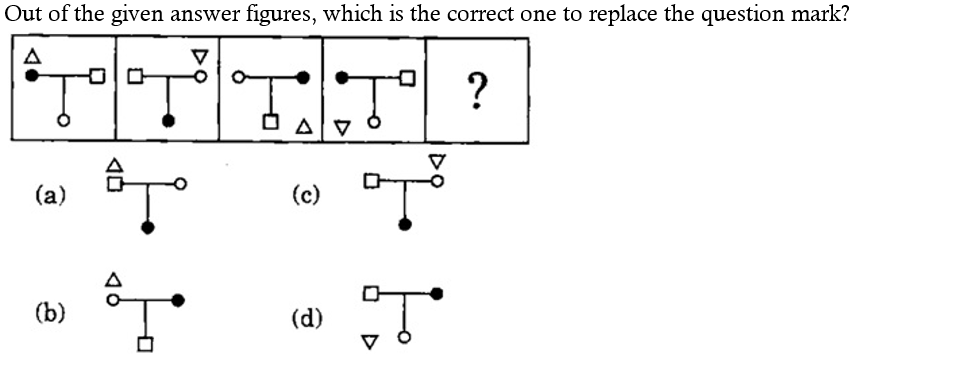 Out of the given answer figures, which is the correct one to replace the question mark?
?
(a)
(c)
(b)
(d)